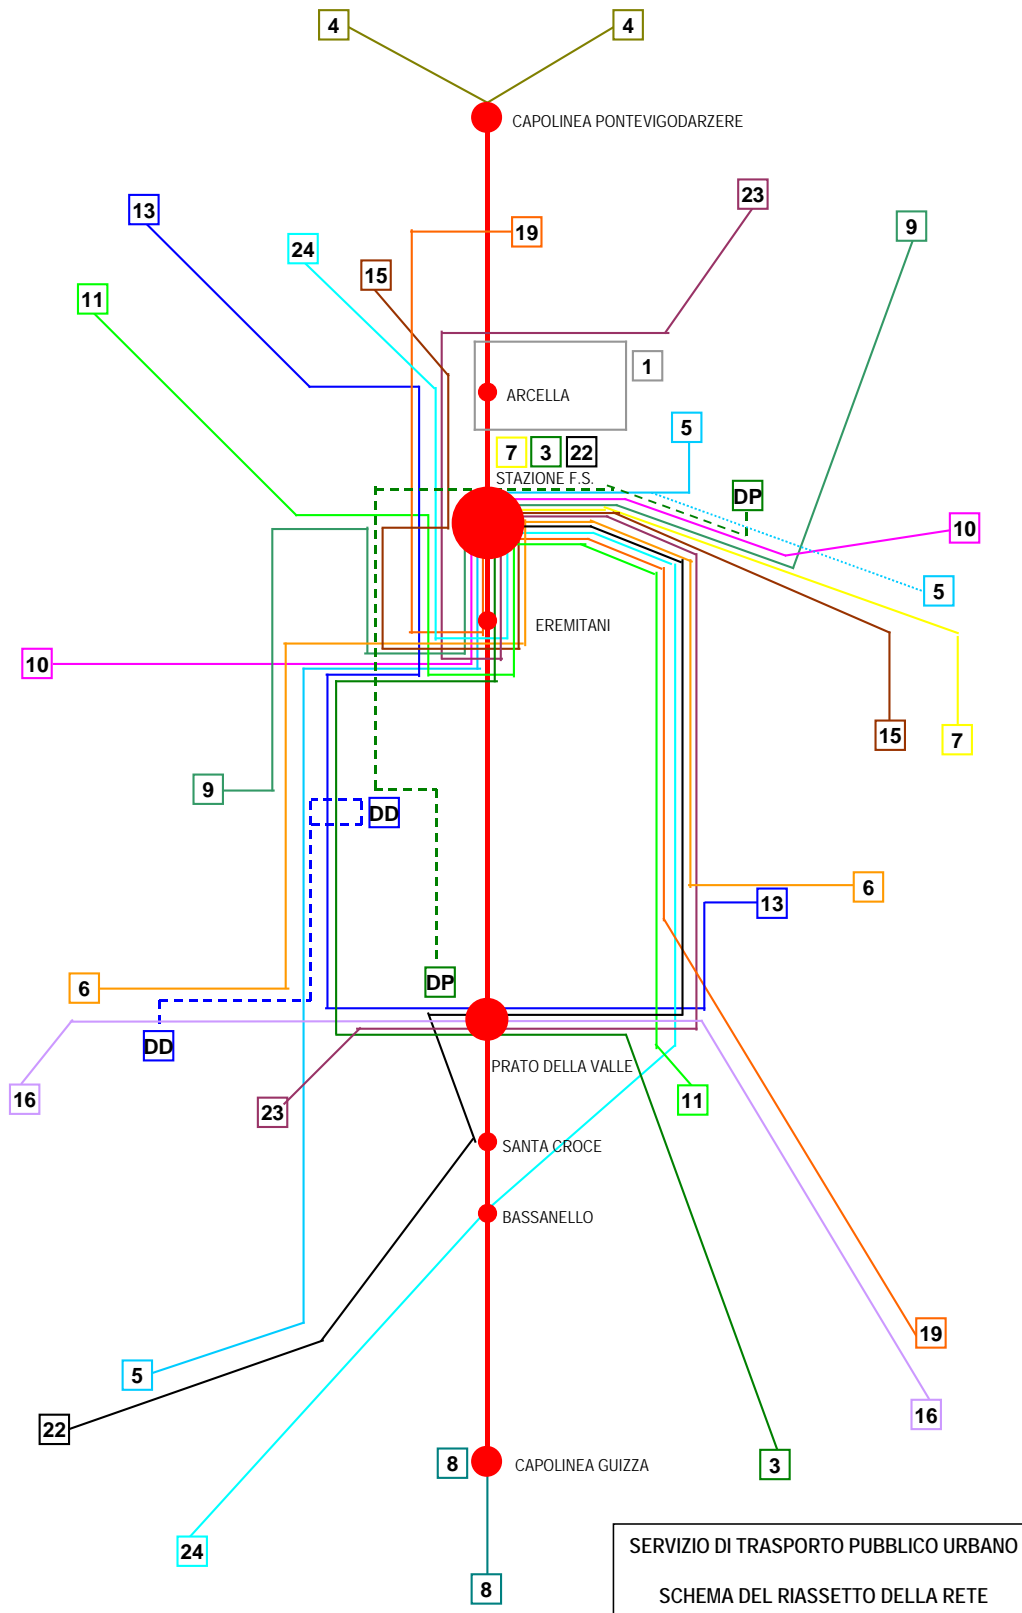 4
4
CAPOLINEA PONTEVIGODARZERE
23
13
9
19
24
15
11
1
ARCELLA
5
7 3 22
STAZIONE F.S.
DP
10
5
EREMITANI
10
15
7
9
DD
6
13
DP
6
DD
PRATO DELLA VALLE
16
11
23
SANTA CROCE
BASSANELLO
19
5
16
22
8
CAPOLINEA GUIZZA
3
24
SERVIZIO DI TRASPORTO PUBBLICO URBANO
8
SCHEMA DEL RIASSETTO DELLA RETE